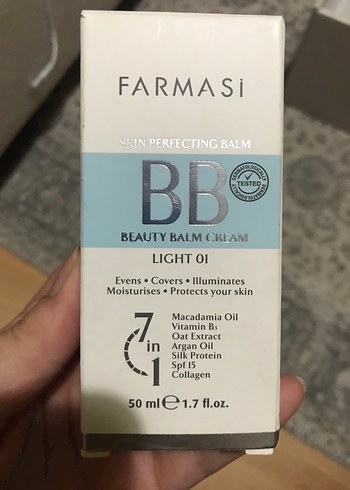 FARMASi
SKIN PERFECTING BALM
BB
DERMATOLOGICALLY
TESTED
BEAUTY BALM CREAM
LIGHT 01
Evens • Covers • Illuminates
Moisturises • Protects your skin
7 in 1
Macadamia Oil
Vitamin B₅
Oat Extract
Argan Oil
Silk Protein
Spf 15
Collagen
50 ml ℮ 1.7 fl.oz.